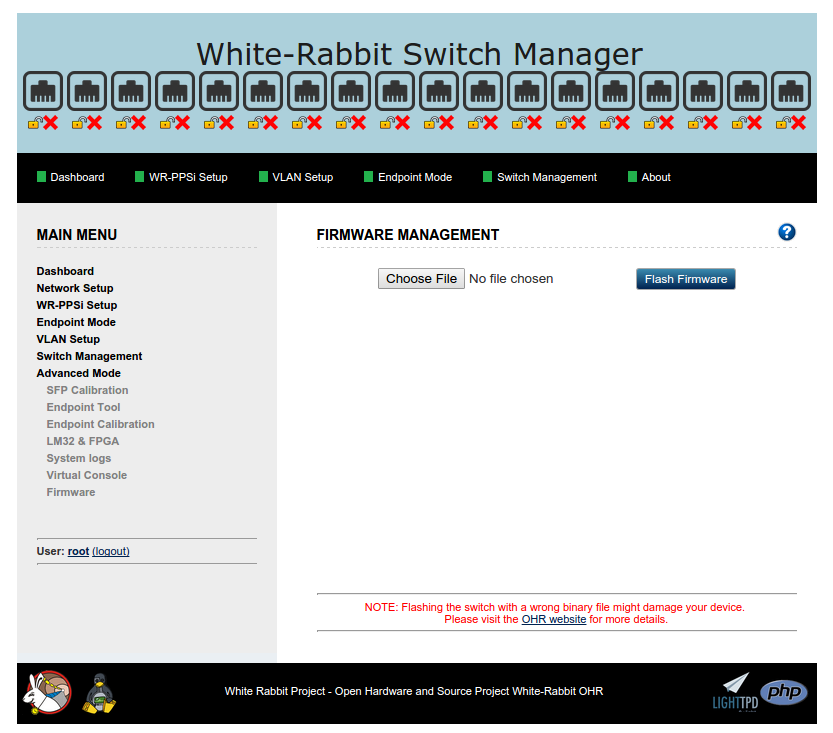 White-Rabbit Switch Manager
Dashboard WR-PPSi Setup VLAN Setup Endpoint Mode Switch Management About
MAIN MENU
Dashboard
Network Setup
WR-PPSi Setup
Endpoint Mode
VLAN Setup
Switch Management
Advanced Mode
SFP Calibration
Endpoint Tool
Endpoint Calibration
LM32 & FPGA
System logs
Virtual Console
Firmware
User: root (logout)
FIRMWARE MANAGEMENT ?
Choose File No file chosen Flash Firmware
NOTE: Flashing the switch with a wrong binary file might damage your device.
Please visit the OHR website for more details.
White Rabbit Project - Open Hardware and Source Project White-Rabbit OHR
LIGHTTPD php